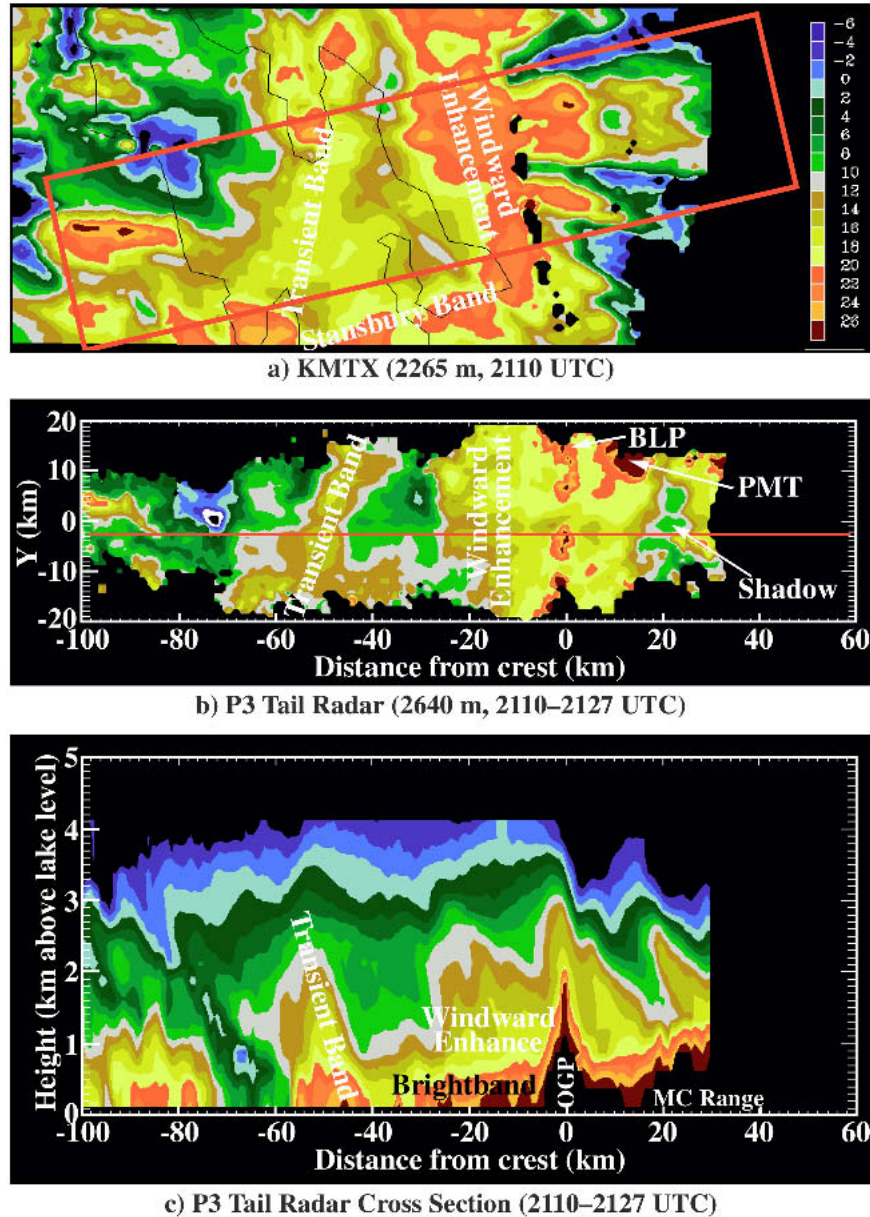 -6
-4
-2
0
2
4
6
8
10
12
14
16
18
20
22
24
26
Transient Band
Windward
Enhancement
Stansbury Band
a) KMTX (2265 m, 2110 UTC)
Y (km)
20
10
0
-10
-20
Transient Band
Windward
Enhancement
BLP
PMT
Shadow
-100 -80 -60 -40 -20 0 20 40 60
Distance from crest (km)
b) P3 Tail Radar (2640 m, 2110–2127 UTC)
Height (km above lake level)
5
4
3
2
1
0
Transient Band
Windward
Enhance
Brightband
OGP
MC Range
-100 -80 -60 -40 -20 0 20 40 60
Distance from crest (km)
c) P3 Tail Radar Cross Section (2110–2127 UTC)